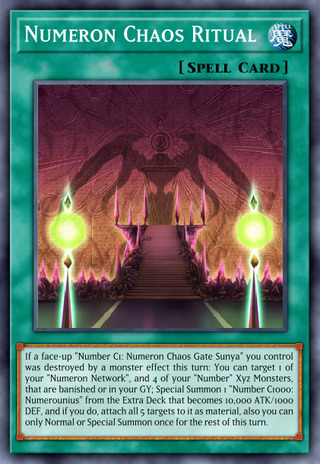 Numeron Chaos Ritual
魔
[Spell Card]
If a face-up "Number C1: Numeron Chaos Gate Sunya" you control
was destroyed by a monster effect this turn: You can target 1 of
your "Numeron Network", and 4 of your "Number" Xyz Monsters,
that are banished or in your GY; Special Summon 1 "Number C1000:
Numerounius" from the Extra Deck that becomes 10,000 ATK/1000
DEF, and if you do, attach all 5 targets to it as material, also you can
only Normal or Special Summon once for the rest of this turn.